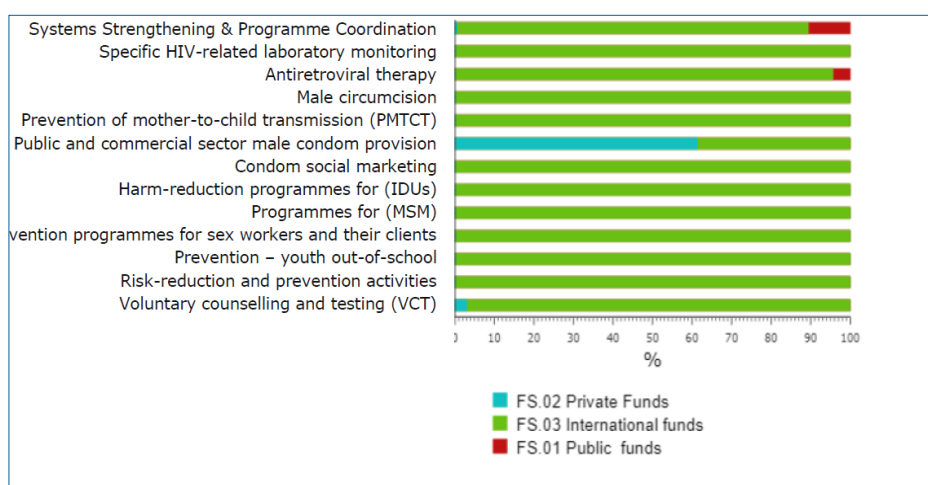 Systems Strengthening & Programme Coordination
Specific HIV-related laboratory monitoring
Antiretroviral therapy
Male circumcision
Prevention of mother-to-child transmission (PMTCT)
Public and commercial sector male condom provision
Condom social marketing
Harm-reduction programmes for (IDUs)
Programmes for (MSM)
vention programmes for sex workers and their clients
Prevention – youth out-of-school
Risk-reduction and prevention activities
Voluntary counselling and testing (VCT)
0 10 20 30 40 50 60 70 80 90 100
%
FS.02 Private Funds
FS.03 International funds
FS.01 Public funds